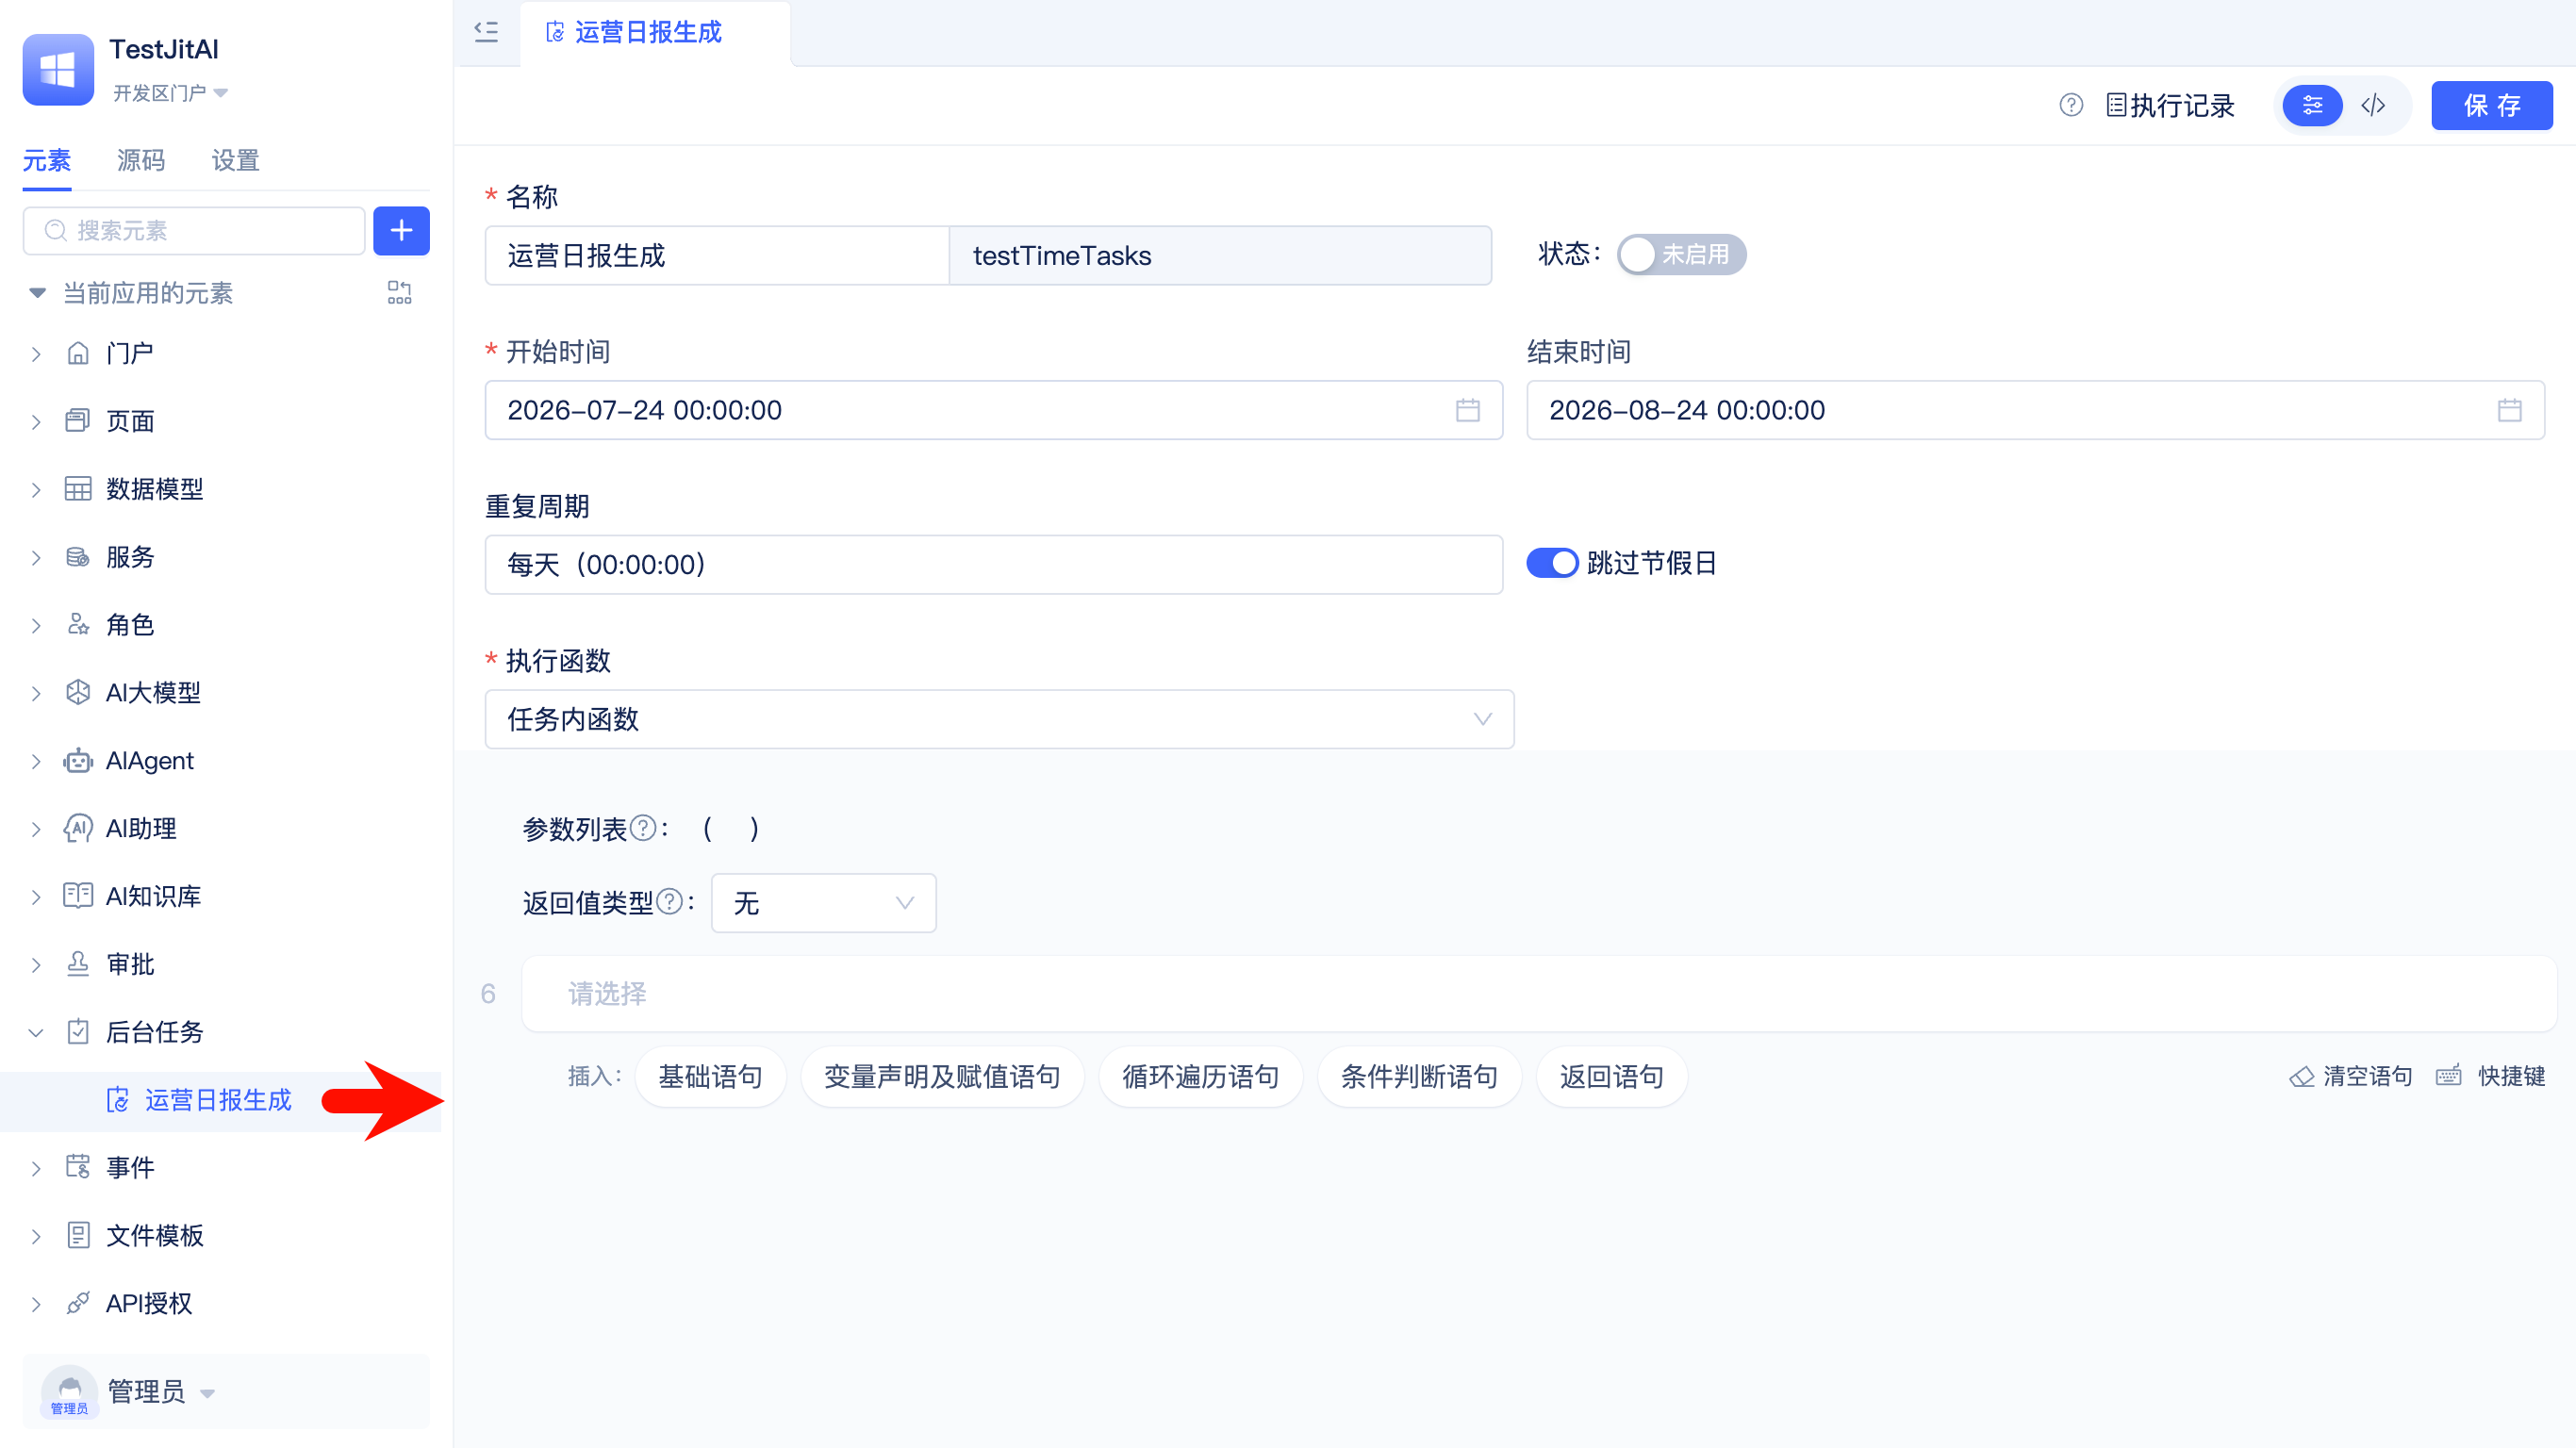 TestJitAI
开发区门户
元素 源码 设置
搜索元素
当前应用的元素
门户
页面
数据模型
服务
角色
AI大模型
AIAgent
AI助理
AI知识库
审批
后台任务
运营日报生成
事件
文件模板
API授权
管理员
管理员
运营日报生成
执行记录
</>
保 存
* 名称
运营日报生成 testTimeTasks
状态： 未启用
* 开始时间 结束时间
2026-07-24 00:00:00 2026-08-24 00:00:00
重复周期
每天（00:00:00） 跳过节假日
* 执行函数
任务内函数
参数列表?： ( )
返回值类型?： 无
6 请选择
插入： 基础语句 变量声明及赋值语句 循环遍历语句 条件判断语句 返回语句 清空语句 快捷键